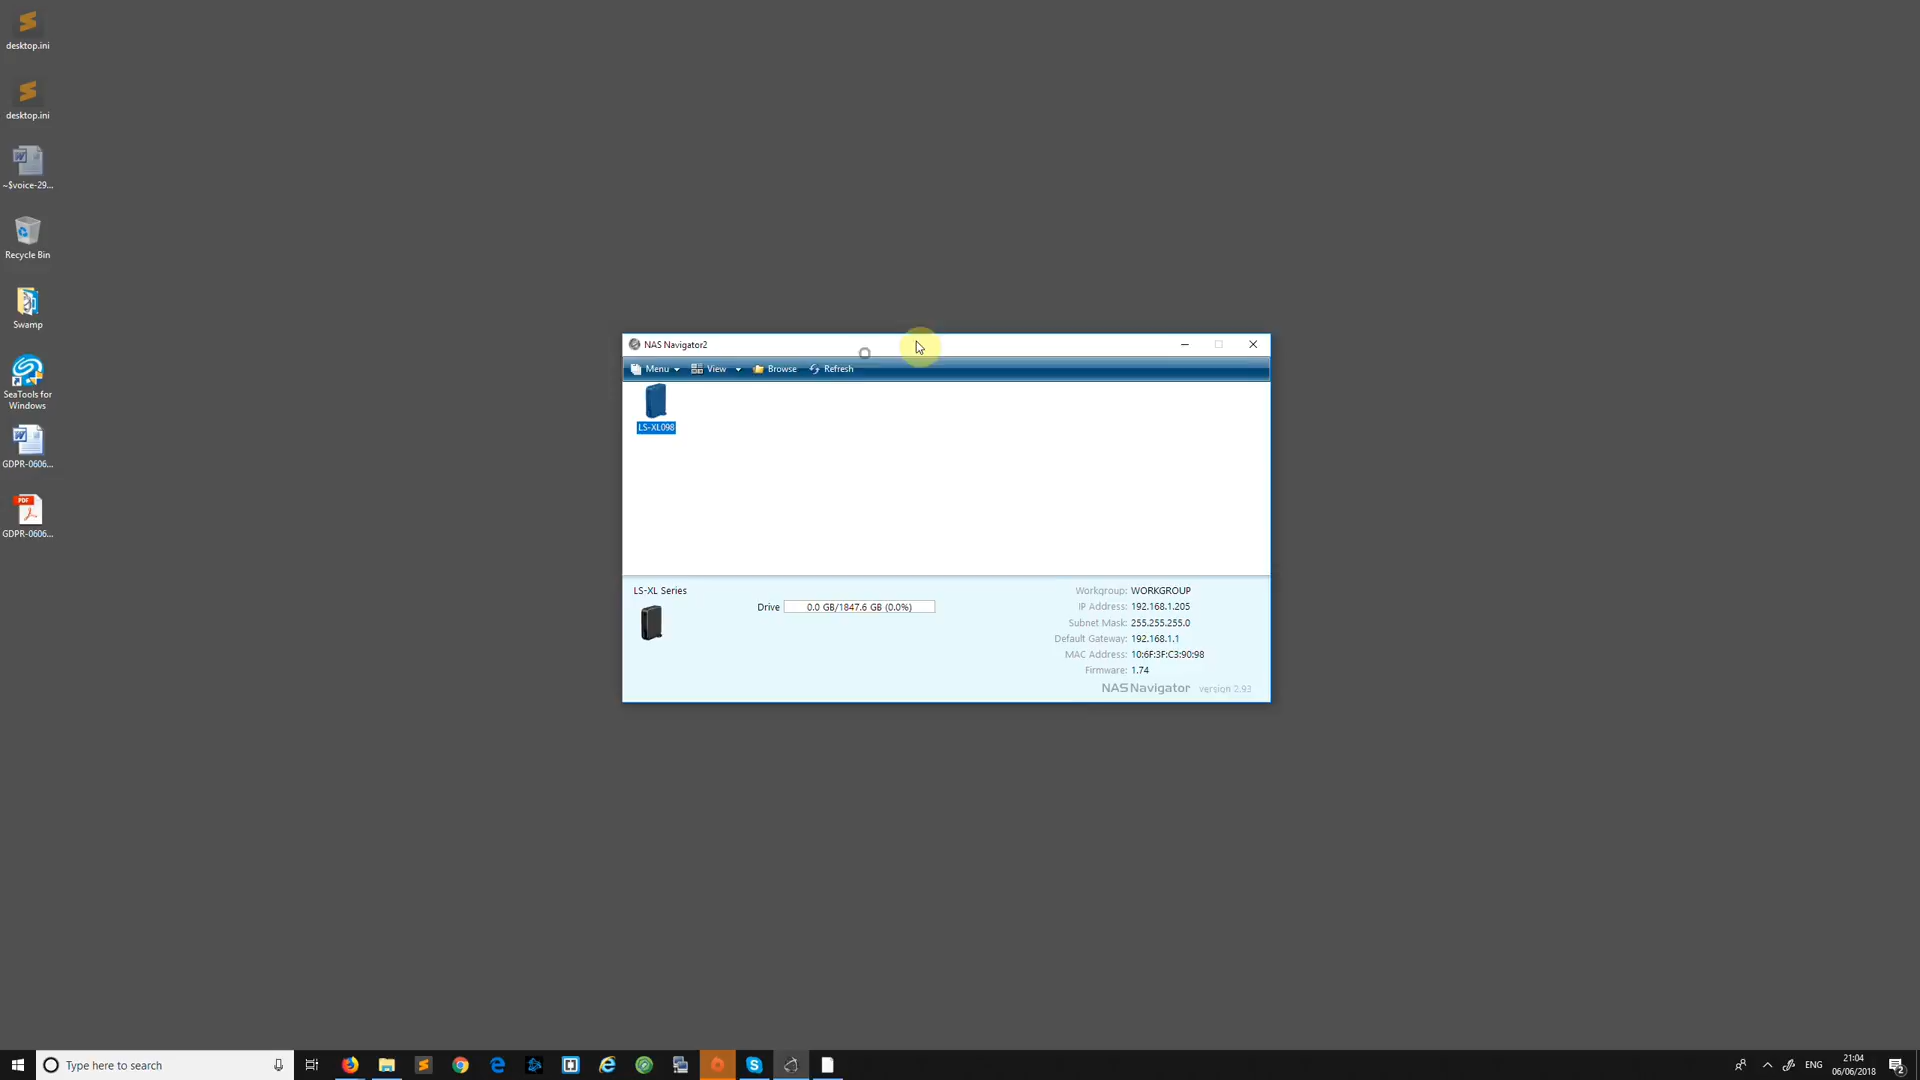 desktop.ini
desktop.ini
~$voice-29...
Recycle Bin
Swamp
SeaTools for
Windows
GDPR-0606...
PDF
GDPR-0606...
NAS Navigator2
Menu View Browse Refresh
LS-XL098
LS-XL Series
Drive 0.0 GB/1847.6 GB (0.0%)
Workgroup: WORKGROUP
IP Address: 192.168.1.205
Subnet Mask: 255.255.255.0
Default Gateway: 192.168.1.1
MAC Address: 10:6F:3F:C3:90:98
Firmware: 1.74
NAS Navigator version 2.93
Type here to search
ENG
21:04
06/06/2018
2